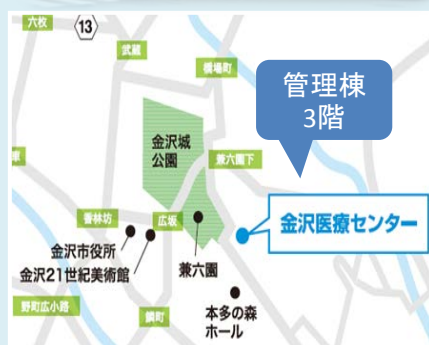 六枚
13
武蔵
橋場町
管理棟
3階
金沢城
公園
兼六園下
香林坊
広坂
金沢医療センター
金沢市役所
金沢21世紀美術館
兼六園
野町広小路
鱗町
本多の森
ホール